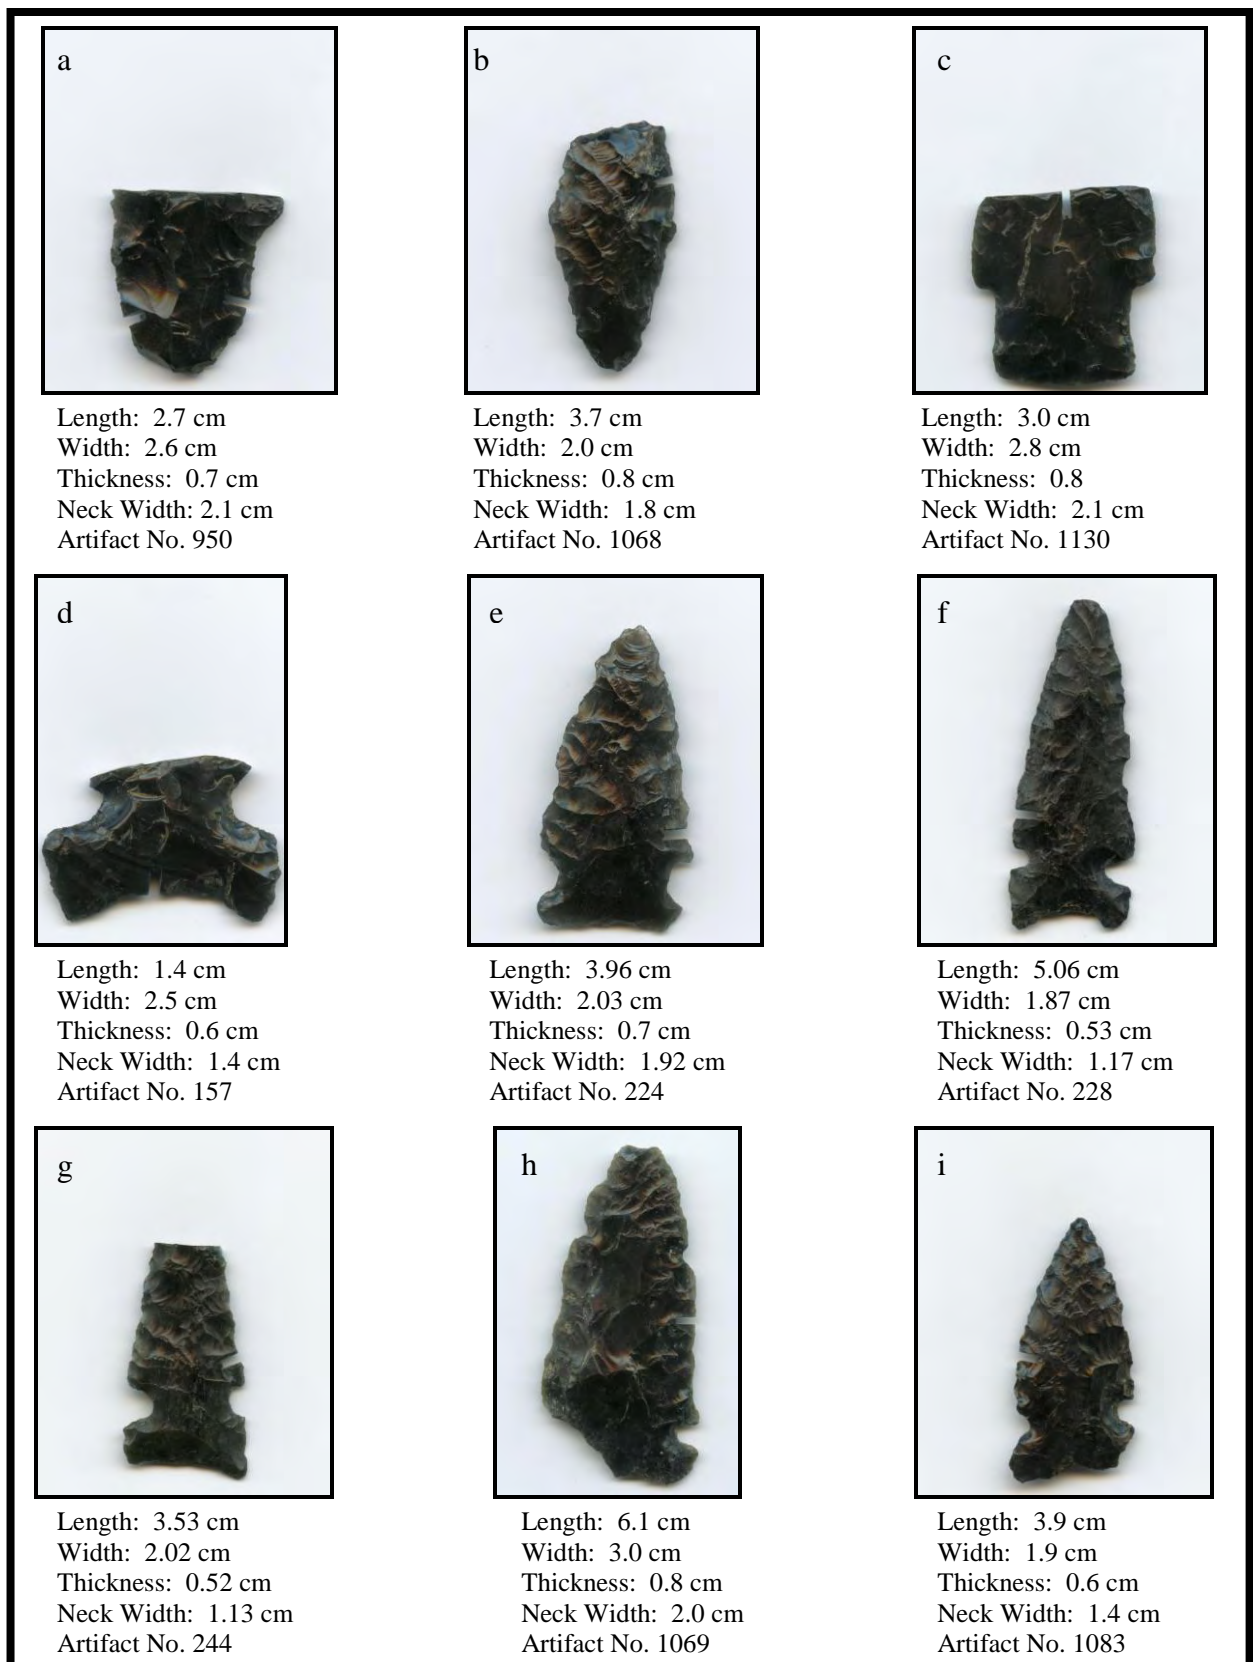 a
b
c
Length: 2.7 cm
Width: 2.6 cm
Thickness: 0.7 cm
Neck Width: 2.1 cm
Artifact No. 950
Length: 3.7 cm
Width: 2.0 cm
Thickness: 0.8 cm
Neck Width: 1.8 cm
Artifact No. 1068
Length: 3.0 cm
Width: 2.8 cm
Thickness: 0.8
Neck Width: 2.1 cm
Artifact No. 1130
d
e
f
Length: 1.4 cm
Width: 2.5 cm
Thickness: 0.6 cm
Neck Width: 1.4 cm
Artifact No. 157
Length: 3.96 cm
Width: 2.03 cm
Thickness: 0.7 cm
Neck Width: 1.92 cm
Artifact No. 224
Length: 5.06 cm
Width: 1.87 cm
Thickness: 0.53 cm
Neck Width: 1.17 cm
Artifact No. 228
g
h
i
Length: 3.53 cm
Width: 2.02 cm
Thickness: 0.52 cm
Neck Width: 1.13 cm
Artifact No. 244
Length: 6.1 cm
Width: 3.0 cm
Thickness: 0.8 cm
Neck Width: 2.0 cm
Artifact No. 1069
Length: 3.9 cm
Width: 1.9 cm
Thickness: 0.6 cm
Neck Width: 1.4 cm
Artifact No. 1083